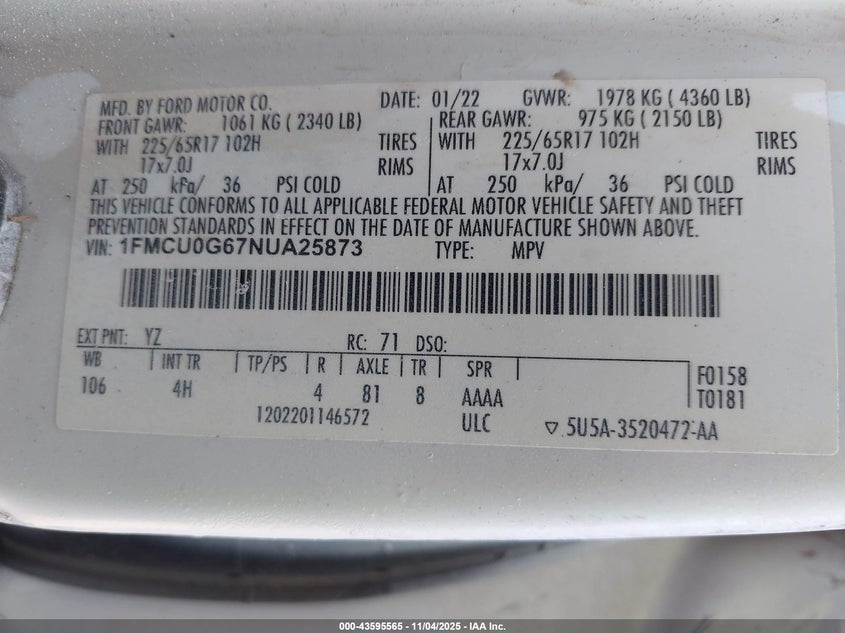 MFD. BY FORD MOTOR CO. DATE: 01/22 GVWR: 1978 KG ( 4360 LB)
FRONT GAWR: 1061 KG ( 2340 LB) REAR GAWR: 975 KG ( 2150 LB)
WITH 225/65R17 102H TIRES WITH 225/65R17 102H TIRES
17x7.0J RIMS 17x7.0J RIMS
AT 250 kPa/ 36 PSI COLD AT 250 kPa/ 36 PSI COLD
THIS VEHICLE CONFORMS TO ALL APPLICABLE FEDERAL MOTOR VEHICLE SAFETY AND THEFT
PREVENTION STANDARDS IN EFFECT ON THE DATE OF MANUFACTURE SHOWN ABOVE.
VIN: 1FMCU0G67NUA25873 TYPE: MPV
EXT PNT: YZ RC: 71 DSO:
WB INT TR TP/PS R AXLE TR SPR F0158
106 4H 4 81 8 AAAA T0181
1202201146572 ULC ▽ 5U5A-3520472-AA
000-43595565 - 11/04/2025 - IAA Inc.